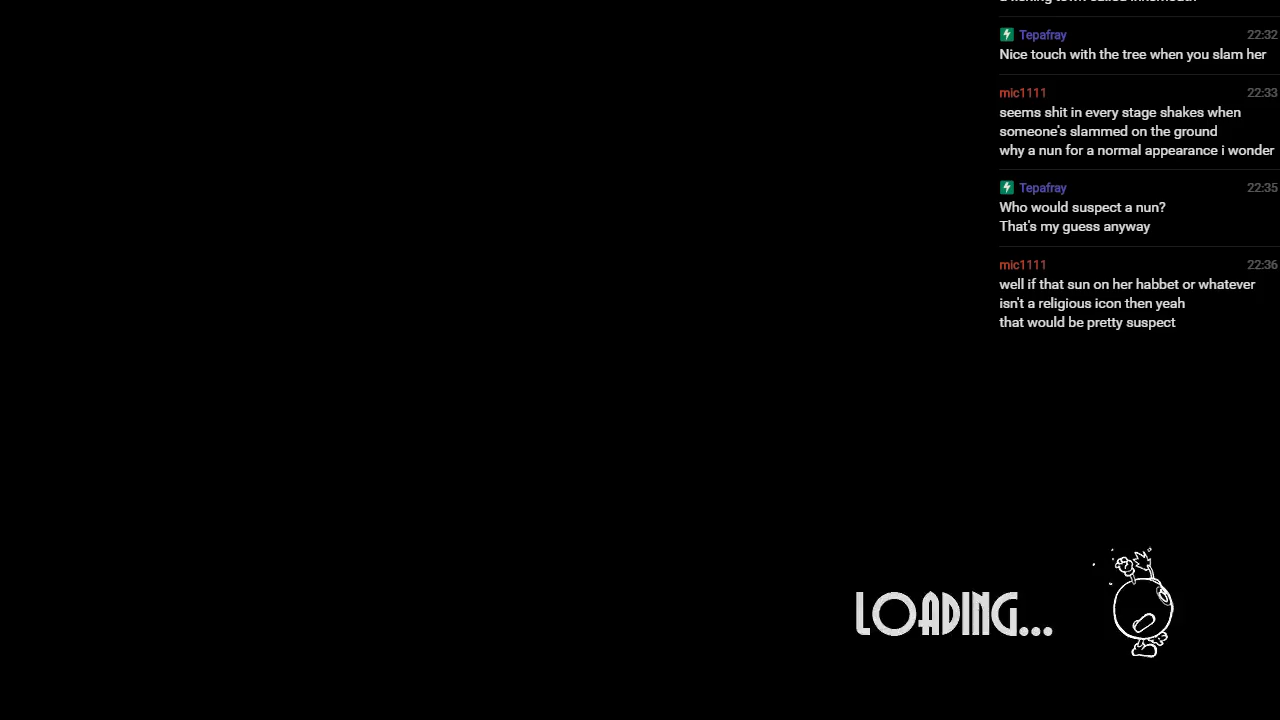 Tepafray 22:32
Nice touch with the tree when you slam her
mic1111 22:33
seems shit in every stage shakes when
someone's slammed on the ground
why a nun for a normal appearance i wonder
Tepafray 22:35
Who would suspect a nun?
That's my guess anyway
mic1111 22:36
well if that sun on her habbet or whatever
isn't a religious icon then yeah
that would be pretty suspect
LOADING...